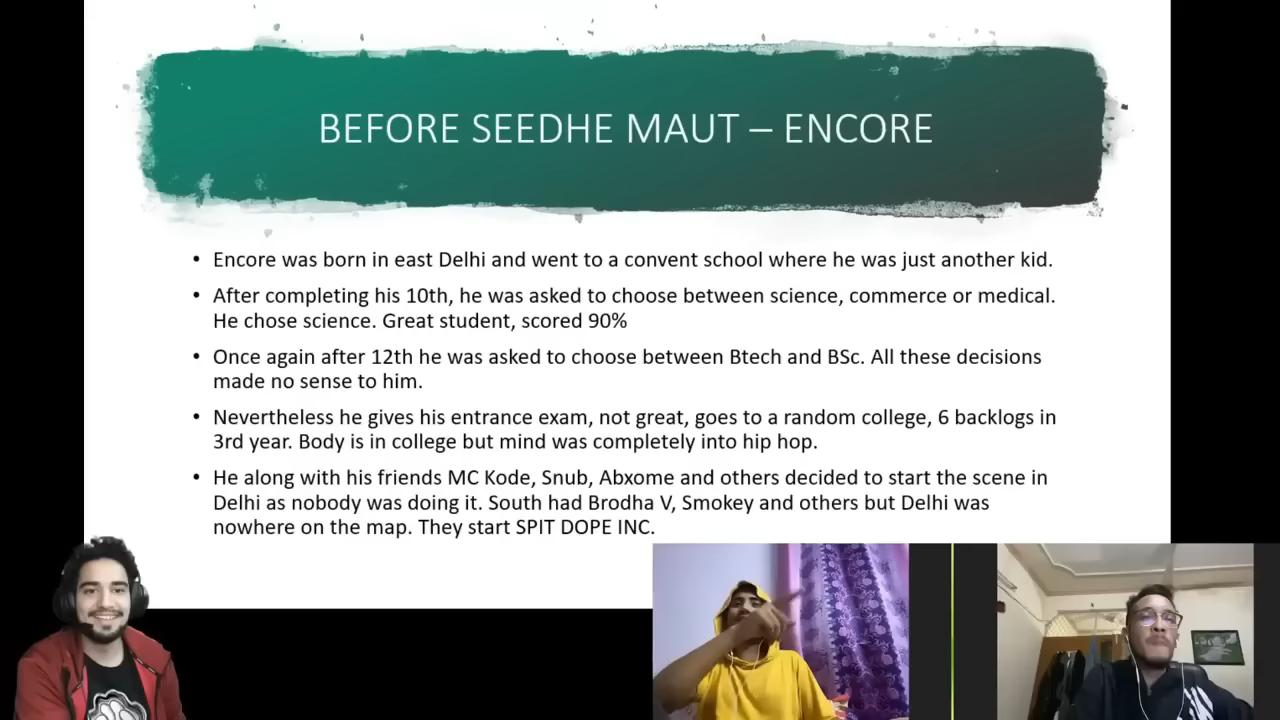 BEFORE SEEDHE MAUT – ENCORE
• Encore was born in east Delhi and went to a convent school where he was just another kid.
• After completing his 10th, he was asked to choose between science, commerce or medical.
He chose science. Great student, scored 90%
• Once again after 12th he was asked to choose between Btech and BSc. All these decisions
made no sense to him.
• Nevertheless he gives his entrance exam, not great, goes to a random college, 6 backlogs in
3rd year. Body is in college but mind was completely into hip hop.
• He along with his friends MC Kode, Snub, Abxome and others decided to start the scene in
Delhi as nobody was doing it. South had Brodha V, Smokey and others but Delhi was
nowhere on the map. They start SPIT DOPE INC.